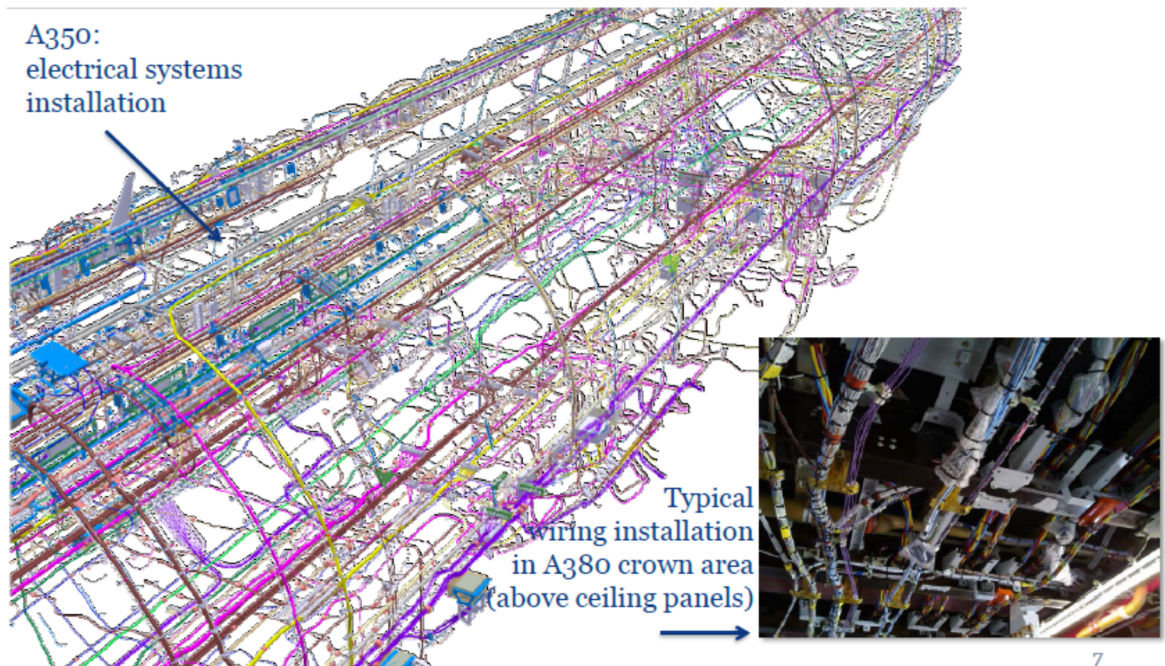 A350:
electrical systems
installation
Typical
wiring installation
in A380 crown area
(above ceiling panels)
7